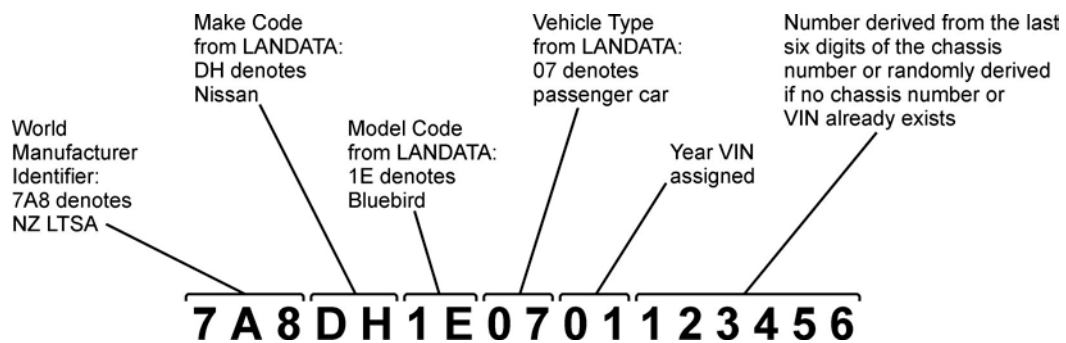 Make Code
from LANDATA:
DH denotes
Nissan
Vehicle Type
from LANDATA:
07 denotes
passenger car
Number derived from the last
six digits of the chassis
number or randomly derived
if no chassis number or
VIN already exists
World
Manufacturer
Identifier:
7A8 denotes
NZ LTSA
Model Code
from LANDATA:
1E denotes
Bluebird
Year VIN
assigned
7A8DH1E0701123456